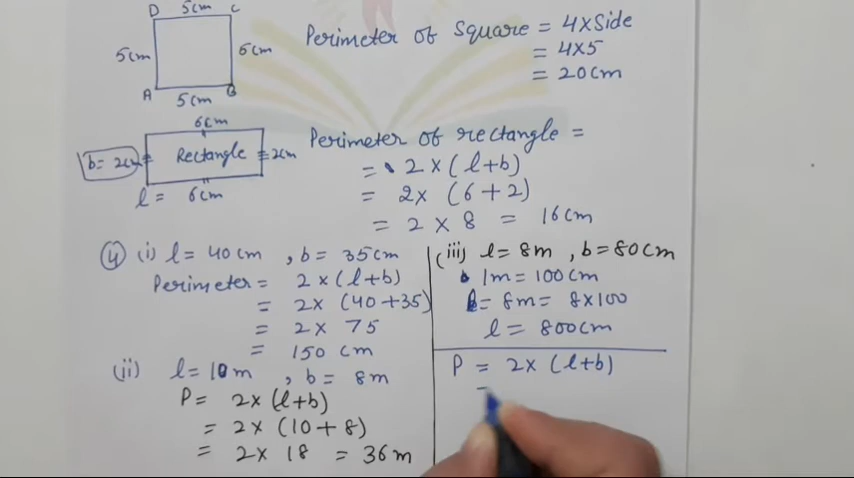 D 5cm C
5cm 5cm
A 5cm B
Perimeter of Square = 4×Side
= 4×5
= 20cm
6cm
b= 2cm Rectangle 2cm
l = 6cm
Perimeter of rectangle =
= 2×(l+b)
= 2× (6+2)
= 2 × 8 = 16cm
(4) (i) l = 40cm , b= 35cm
Perimeter = 2×(l+b)
= 2× (40+35)
= 2× 75
= 150 cm
(ii) l= 10m , b= 8m
P= 2×(l+b)
= 2× (10+8)
= 2× 18 = 36m
(iii) l= 8m , b=80cm
1m = 100cm
l= 8m= 8×100
l = 800cm
P = 2× (l+b)
=